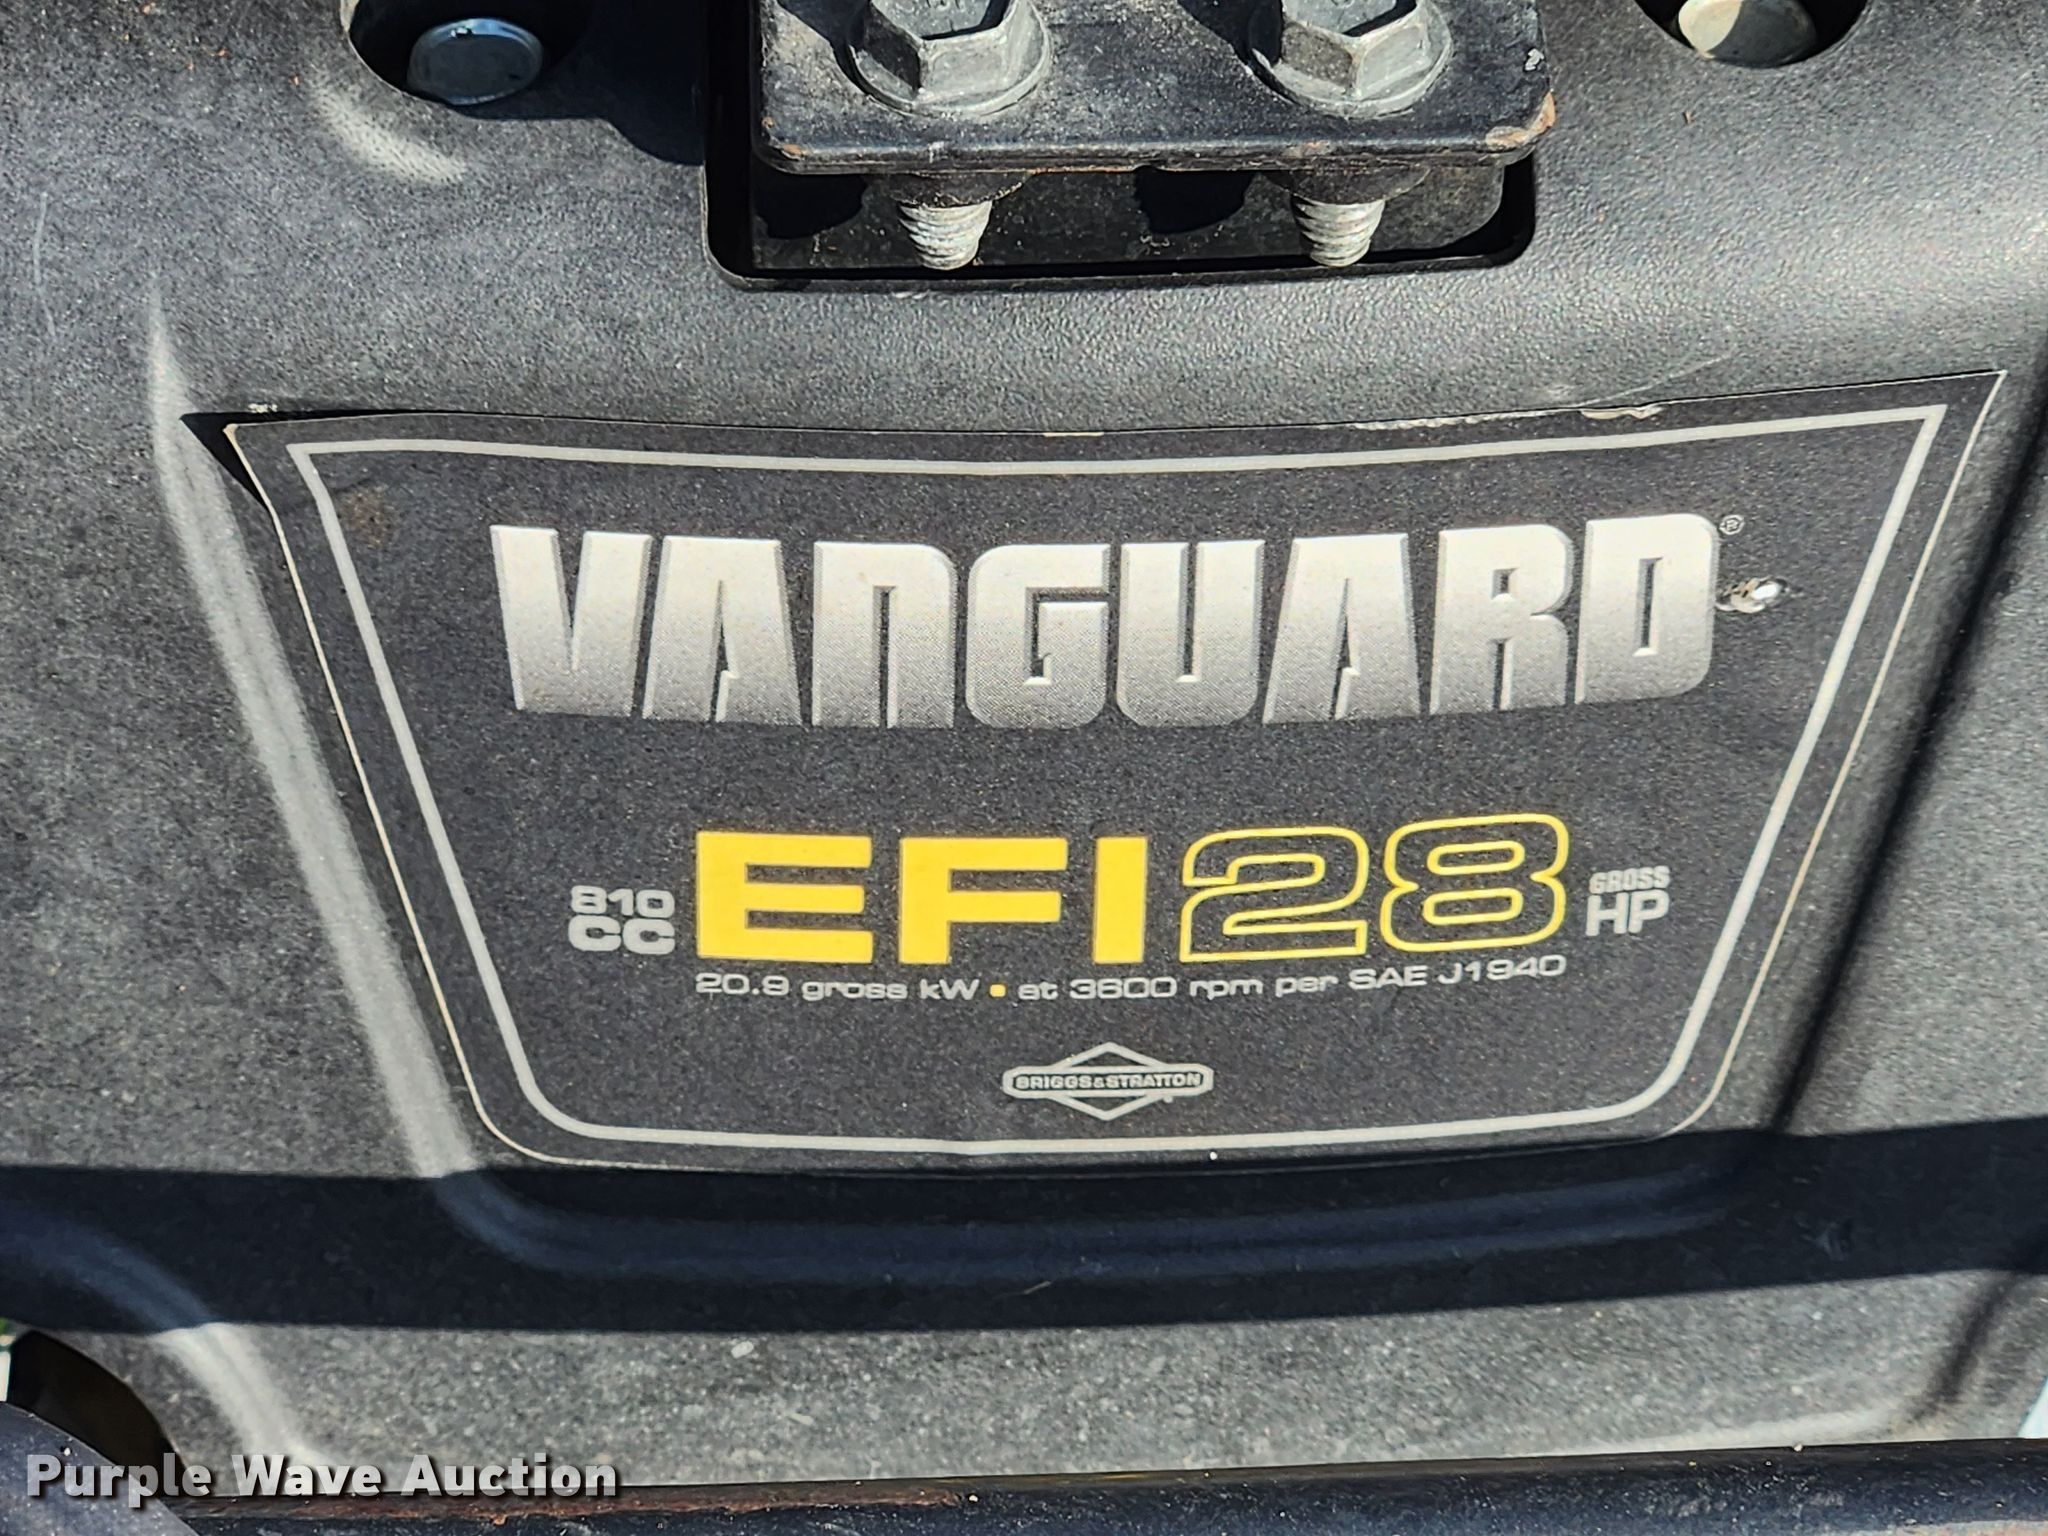 VANGUARD®
810 CC EFI 28 GROSS HP
20.9 gross kW • at 3600 rpm per SAE J1940
BRIGGS & STRATTON
Purple Wave Auction